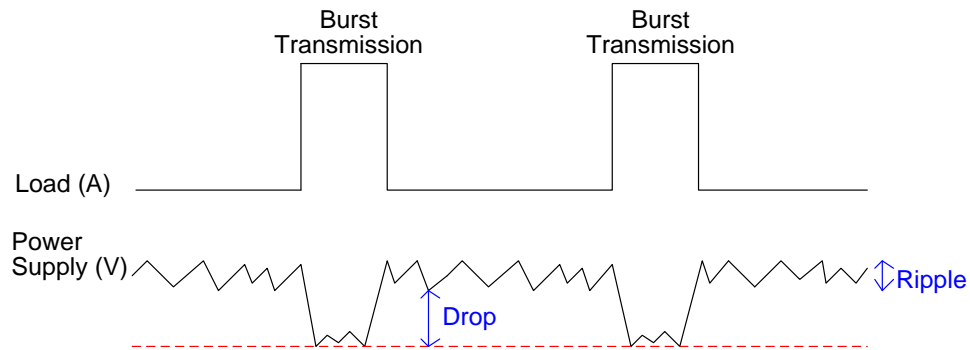 Burst
Transmission
Burst
Transmission
Load (A)
Power
Supply (V)
Ripple
Drop